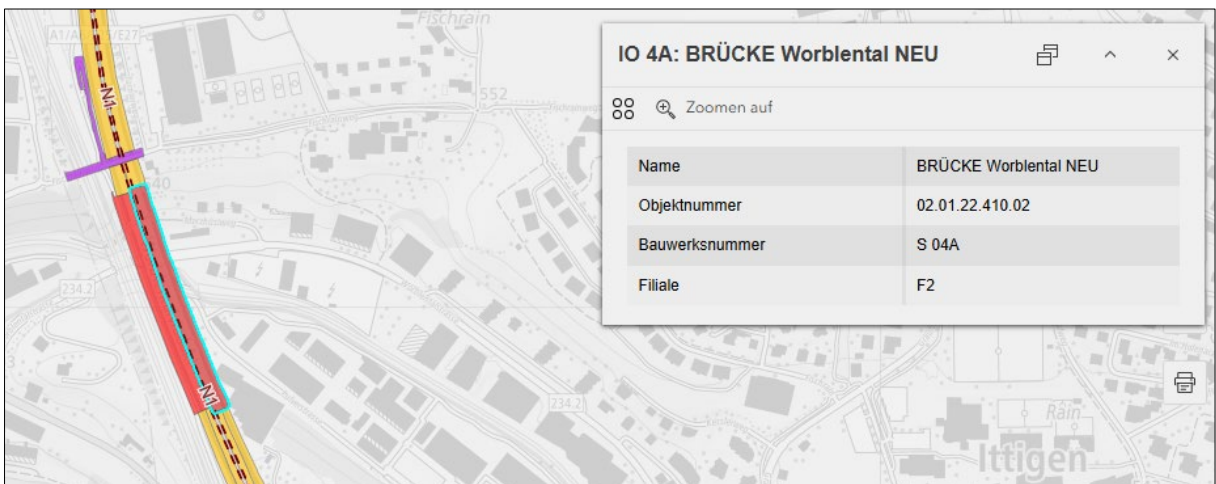 Fischrain
N1
552
40
234.2
N1
234.2
Rain
Ittigen
IO 4A: BRÜCKE Worblental NEU
Zoomen auf
Name BRÜCKE Worblental NEU
Objektnummer 02.01.22.410.02
Bauwerksnummer S 04A
Filiale F2